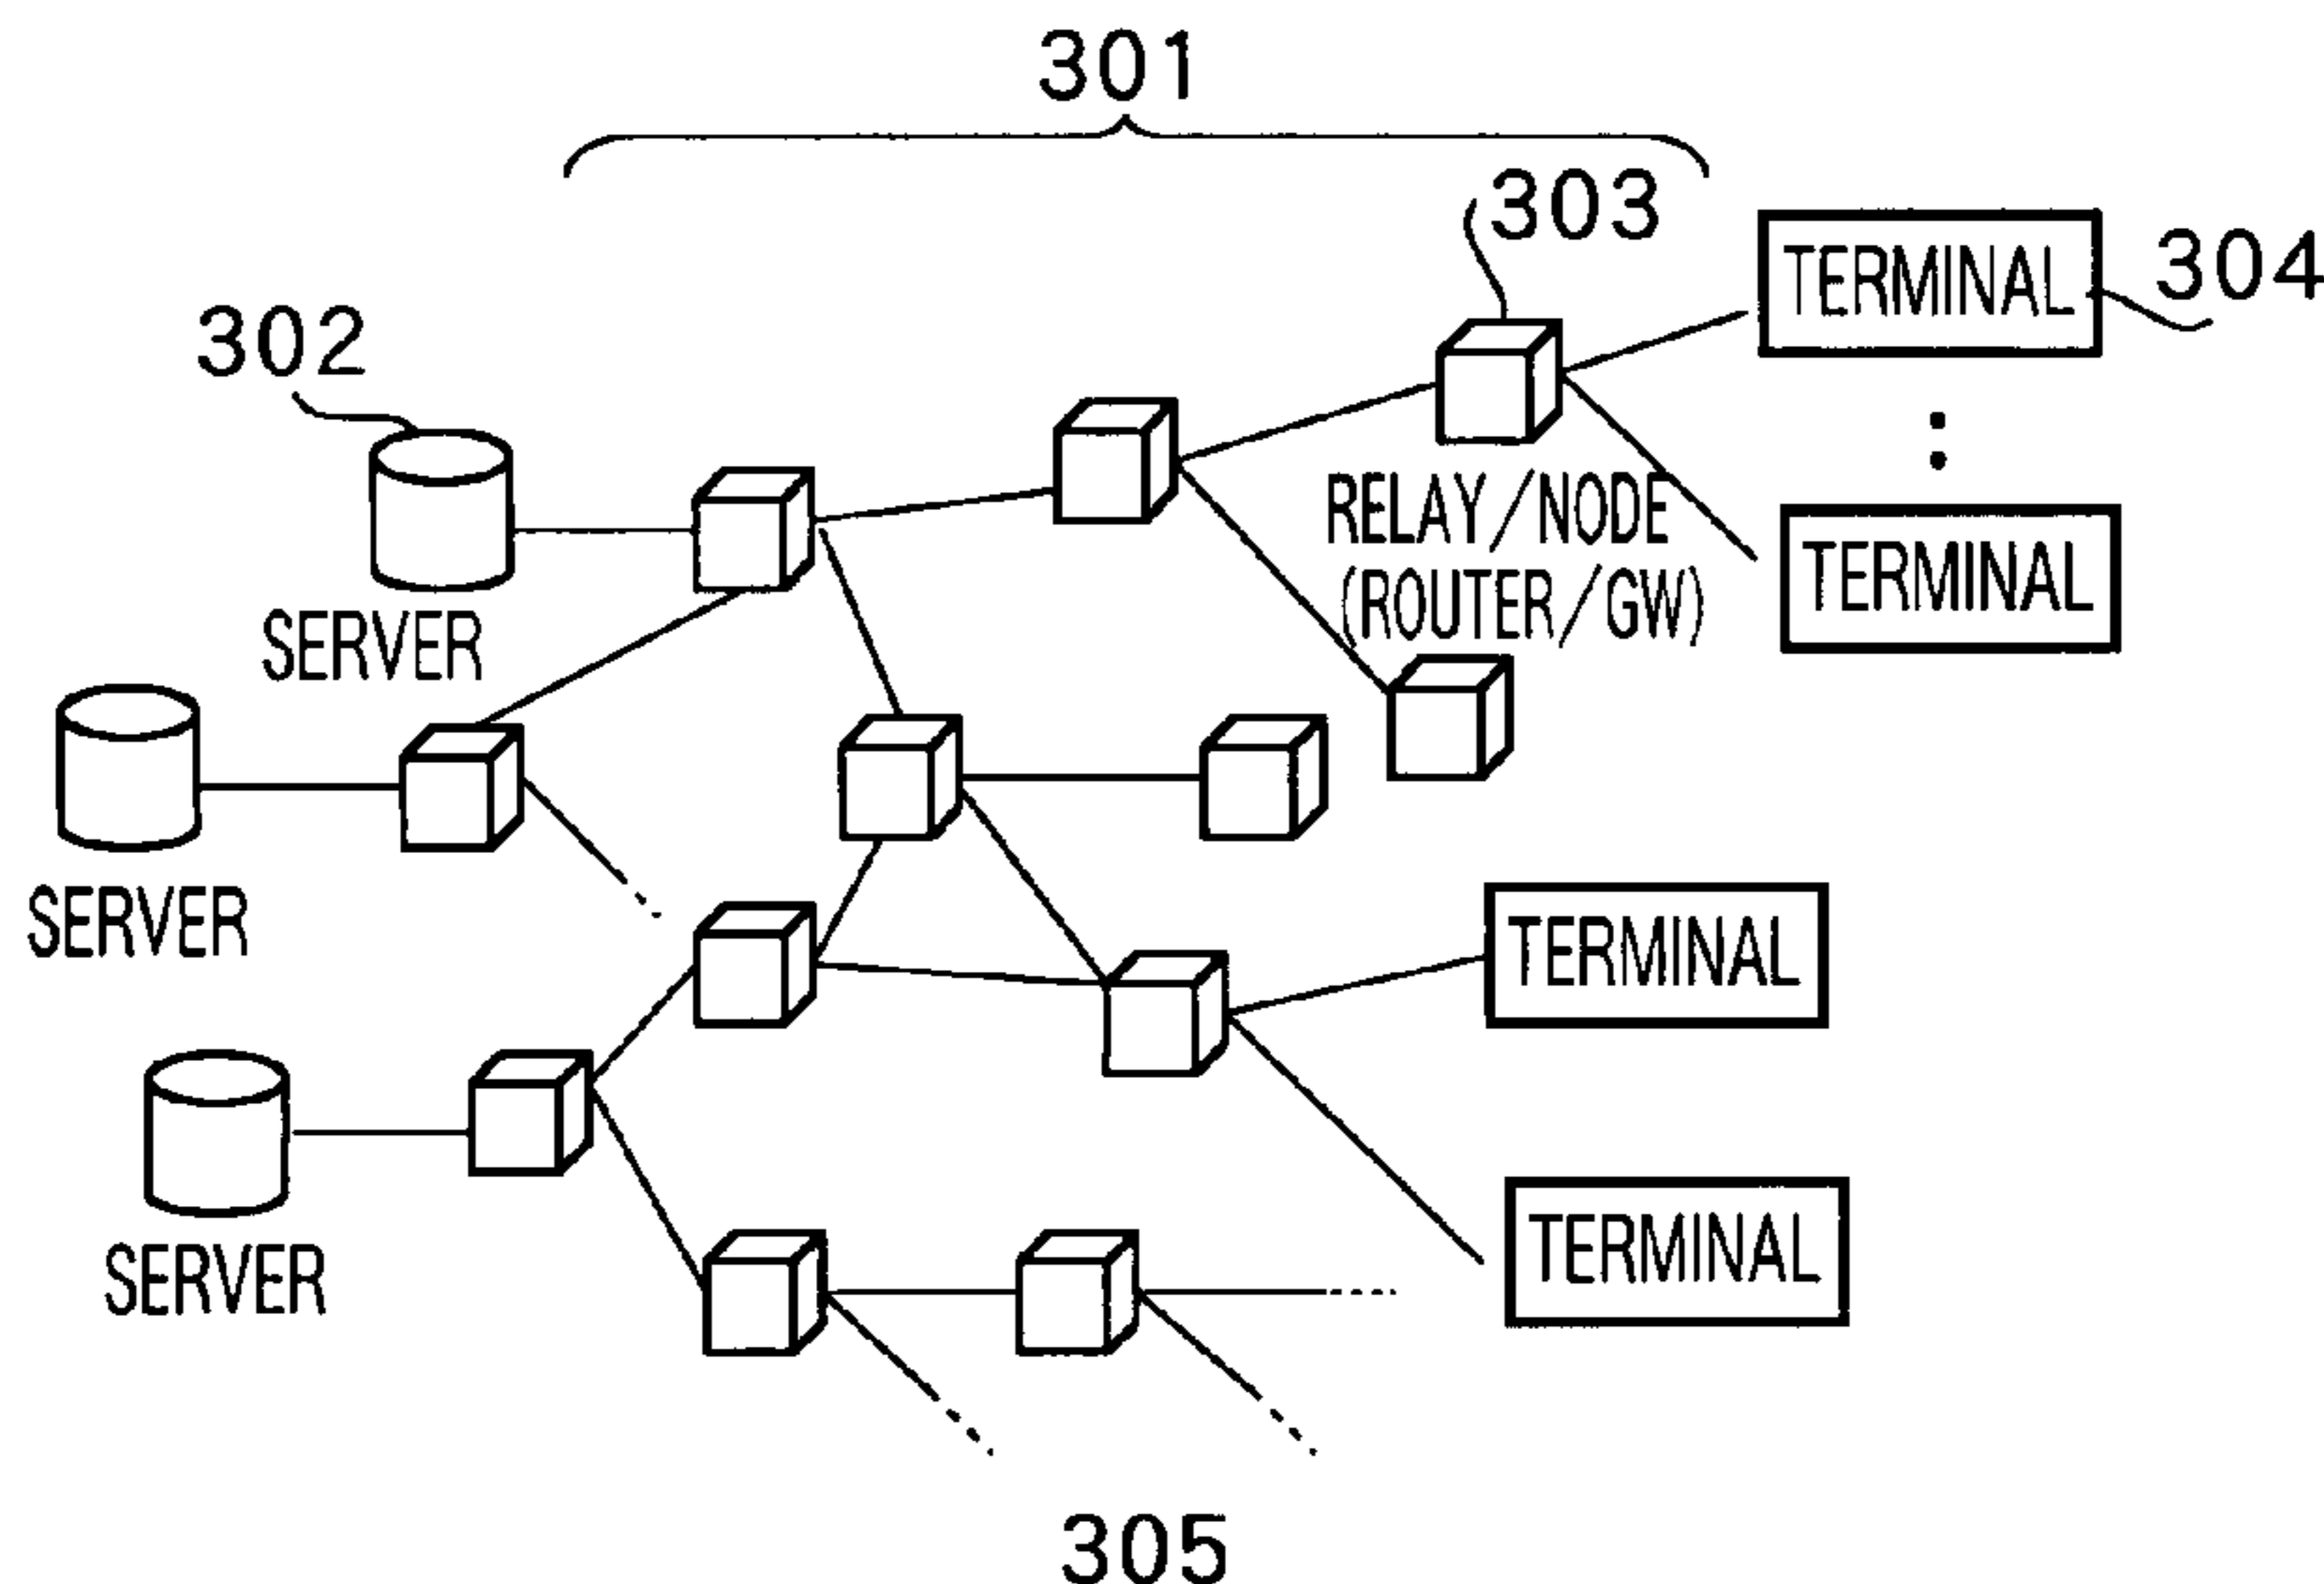 301
303
TERMINAL
304
302
RELAY/NODE
(ROUTER/GW)
TERMINAL
SERVER
SERVER
TERMINAL
TERMINAL
SERVER
305